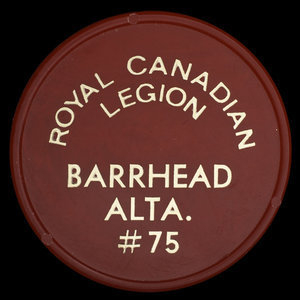 ROYAL CANADIAN
LEGION
BARRHEAD
ALTA.
#75